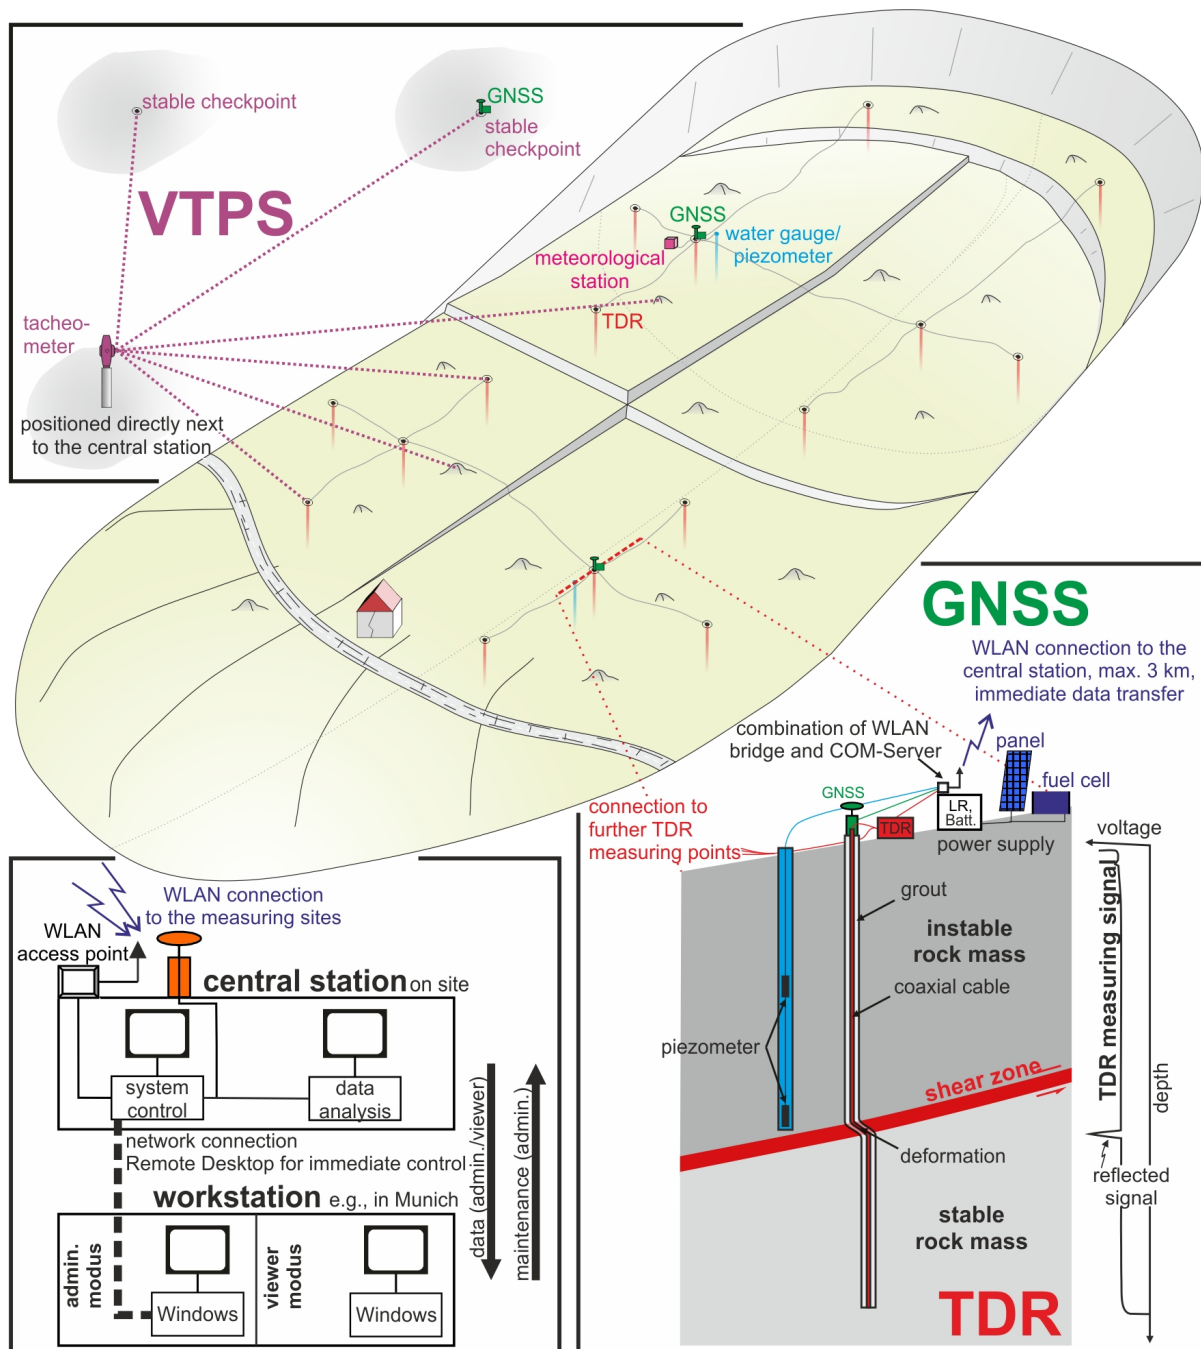 stable checkpoint
GNSS
stable
checkpoint
VTPS
GNSS
water gauge/
piezometer
meteorological
station
TDR
tacheo-
meter
positioned directly next
to the central station
GNSS
WLAN connection to the
central station, max. 3 km,
immediate data transfer
combination of WLAN
bridge and COM-Server
panel
fuel cell
GNSS
LR,
Batt.
TDR
power supply
connection to
further TDR
measuring points
voltage
grout
instable
rock mass
coaxial cable
piezometer
shear zone
deformation
TDR measuring signal
depth
reflected
signal
stable
rock mass
TDR
WLAN connection
to the measuring sites
WLAN
access point
central station on site
system
control
data
analysis
network connection
Remote Desktop for immediate control
data (admin./viewer)
maintenance (admin.)
workstation e.g., in Munich
admin.
modus
Windows
viewer
modus
Windows